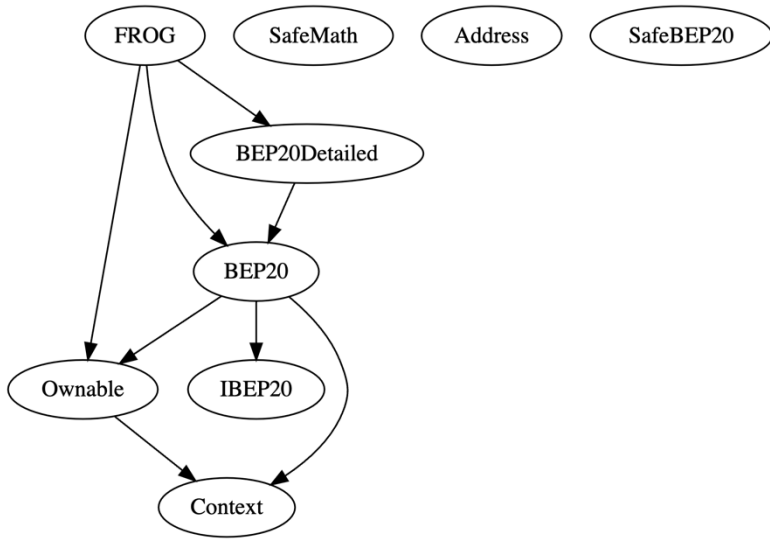 FROG
SafeMath
Address
SafeBEP20
BEP20Detailed
BEP20
Ownable
IBEP20
Context